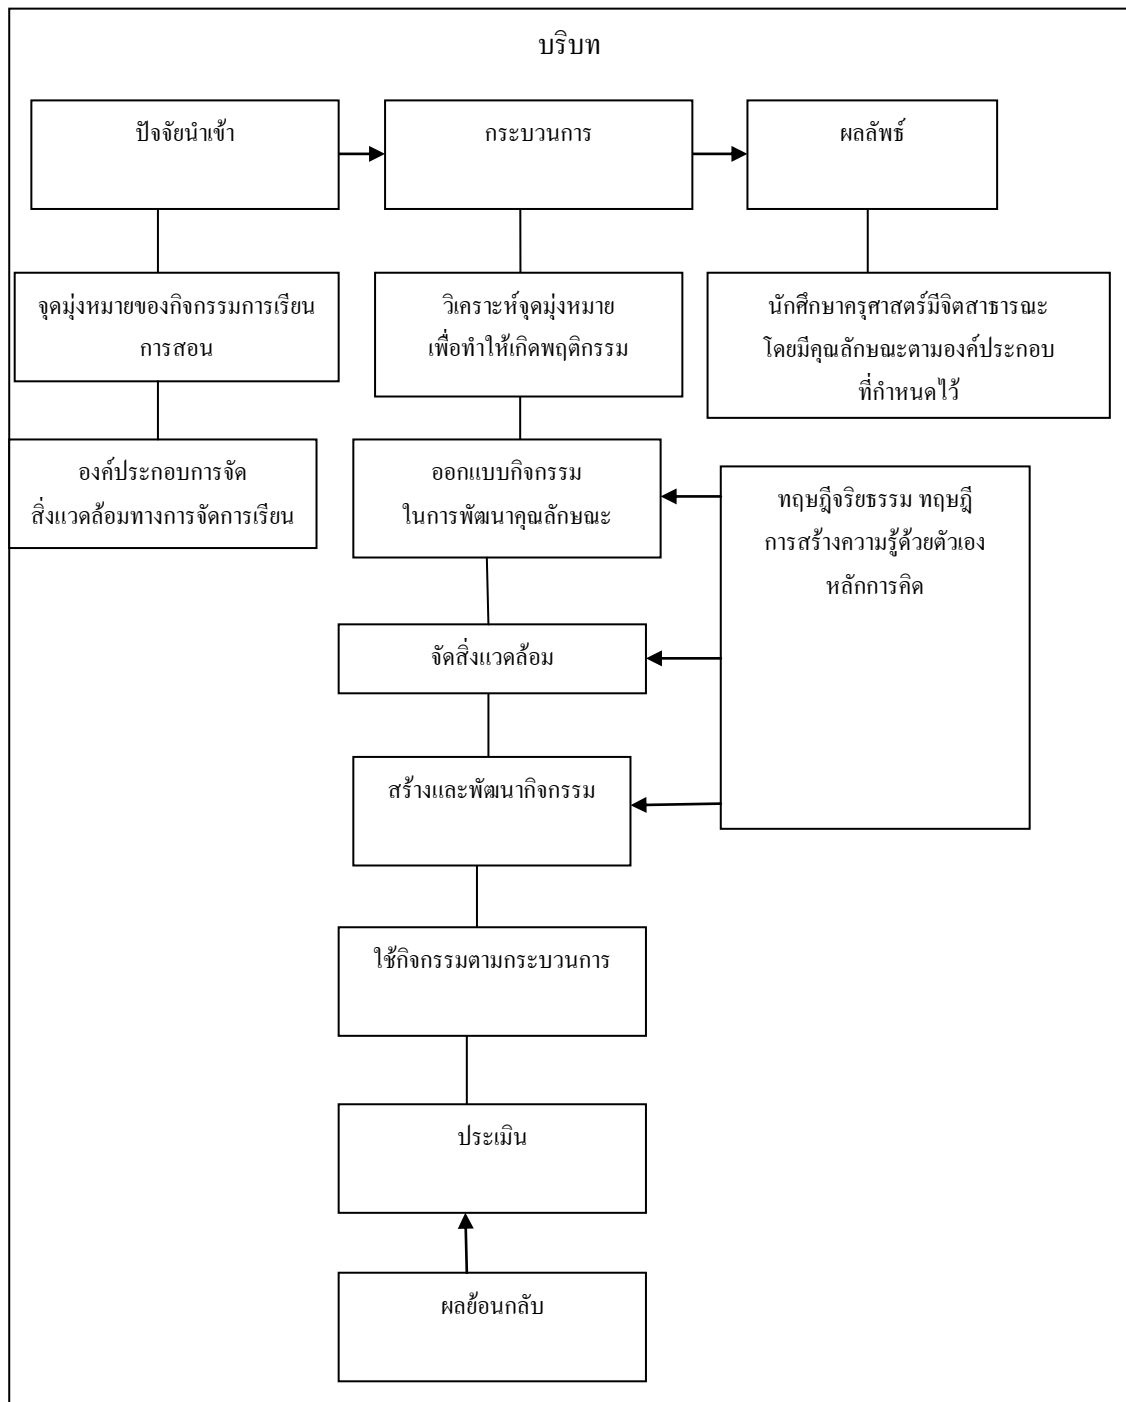 บริบท
ปัจจัยนำเข้า
กระบวนการ
ผลลัพธ์
จุดมุ่งหมายของกิจกรรมการเรียน
การสอน
วิเคราะห์จุดมุ่งหมาย
เพื่อทำให้เกิดพฤติกรรม
นักศึกษาครุศาสตร์มีจิตสาธารณะ
โดยมีคุณลักษณะตามองค์ประกอบ
ที่กำหนดไว้
องค์ประกอบการจัด
สิ่งแวดล้อมทางการจัดการเรียน
ออกแบบกิจกรรม
ในการพัฒนาคุณลักษณะ
ทฤษฎีจริยธรรม ทฤษฎี
การสร้างความรู้ด้วยตัวเอง
หลักการคิด
จัดสิ่งแวดล้อม
สร้างและพัฒนากิจกรรม
ใช้กิจกรรมตามกระบวนการ
ประเมิน
ผลย้อนกลับ